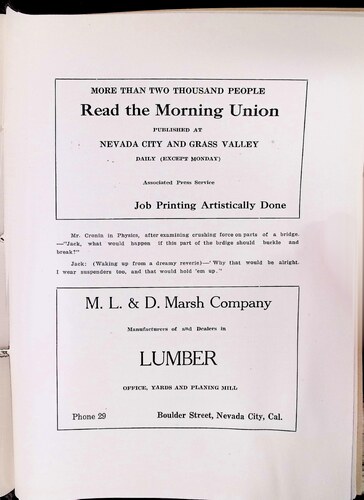 MORE THAN TWO THOUSAND PEOPLE
Read the Morning Union
PUBLISHED AT
NEVADA CITY AND GRASS VALLEY
DAILY (EXCEPT MONDAY)
Associated Press Service
Job Printing Artistically Done
Mr. Cronin in Physics, after examining crushing force on parts of a bridge.
—"Jack, what would happen if this part of the brdige should buckle and
break?"
Jack: (Waking up from a dreamy reverie)—'Why that would be alright.
I wear suspenders too, and that would hold 'em up."
M. L. & D. Marsh Company
Manufacturers of and Dealers in
LUMBER
OFFICE, YARDS AND PLANING MILL
Phone 29 Boulder Street, Nevada City, Cal.